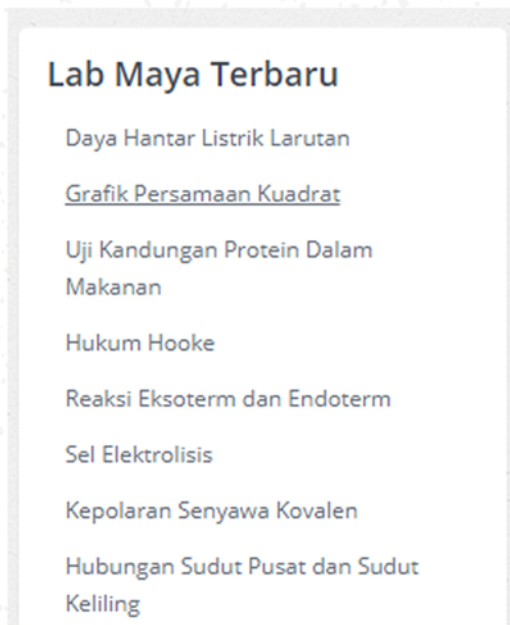 Lab Maya Terbaru
Daya Hantar Listrik Larutan
Grafik Persamaan Kuadrat
Uji Kandungan Protein Dalam
Makanan
Hukum Hooke
Reaksi Eksoterm dan Endoterm
Sel Elektrolisis
Kepolaran Senyawa Kovalen
Hubungan Sudut Pusat dan Sudut
Keliling